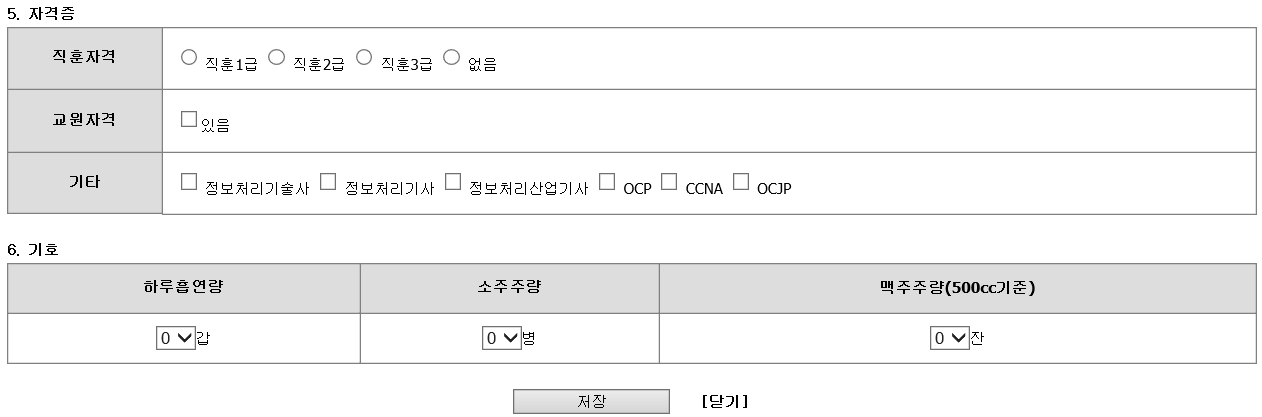 5. 자격증
직훈자격 직훈1급 직훈2급 직훈3급 없음
교원자격 있음
기타 정보처리기술사 정보처리기사 정보처리산업기사 OCP CCNA OCJP
6. 기호
하루흡연량 소주주량 맥주주량(500cc기준)
0 갑 0 병 0 잔
저장 [닫기]